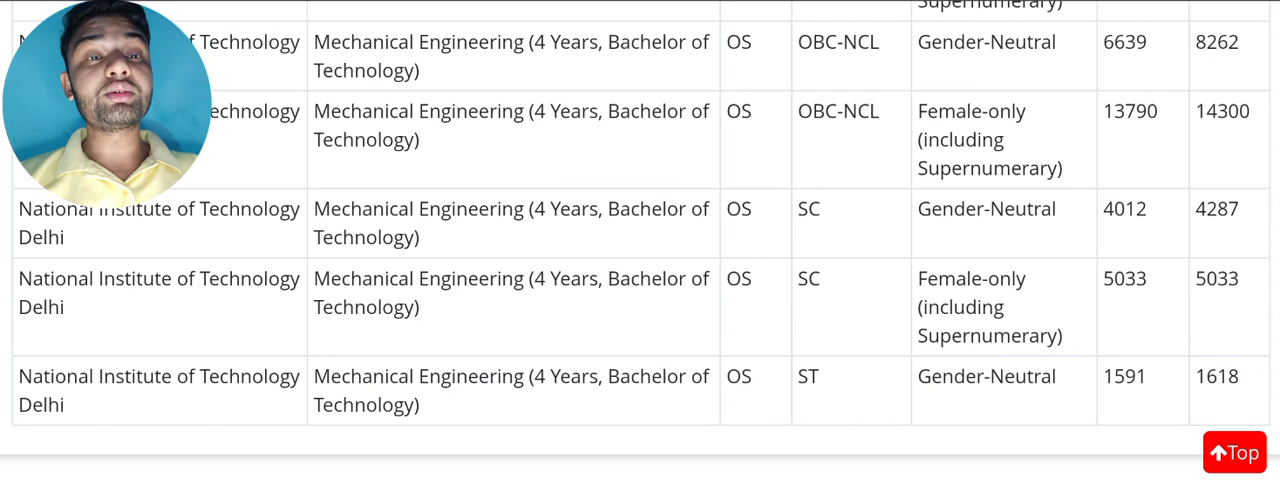 Supernumerary)
f Technology
Mechanical Engineering (4 Years, Bachelor of
Technology)
OS
OBC-NCL
Gender-Neutral
6639
8262
echnology
Mechanical Engineering (4 Years, Bachelor of
Technology)
OS
OBC-NCL
Female-only
(including
Supernumerary)
13790
14300
National Institute of Technology
Delhi
Mechanical Engineering (4 Years, Bachelor of
Technology)
OS
SC
Gender-Neutral
4012
4287
National Institute of Technology
Delhi
Mechanical Engineering (4 Years, Bachelor of
Technology)
OS
SC
Female-only
(including
Supernumerary)
5033
5033
National Institute of Technology
Delhi
Mechanical Engineering (4 Years, Bachelor of
Technology)
OS
ST
Gender-Neutral
1591
1618
Top